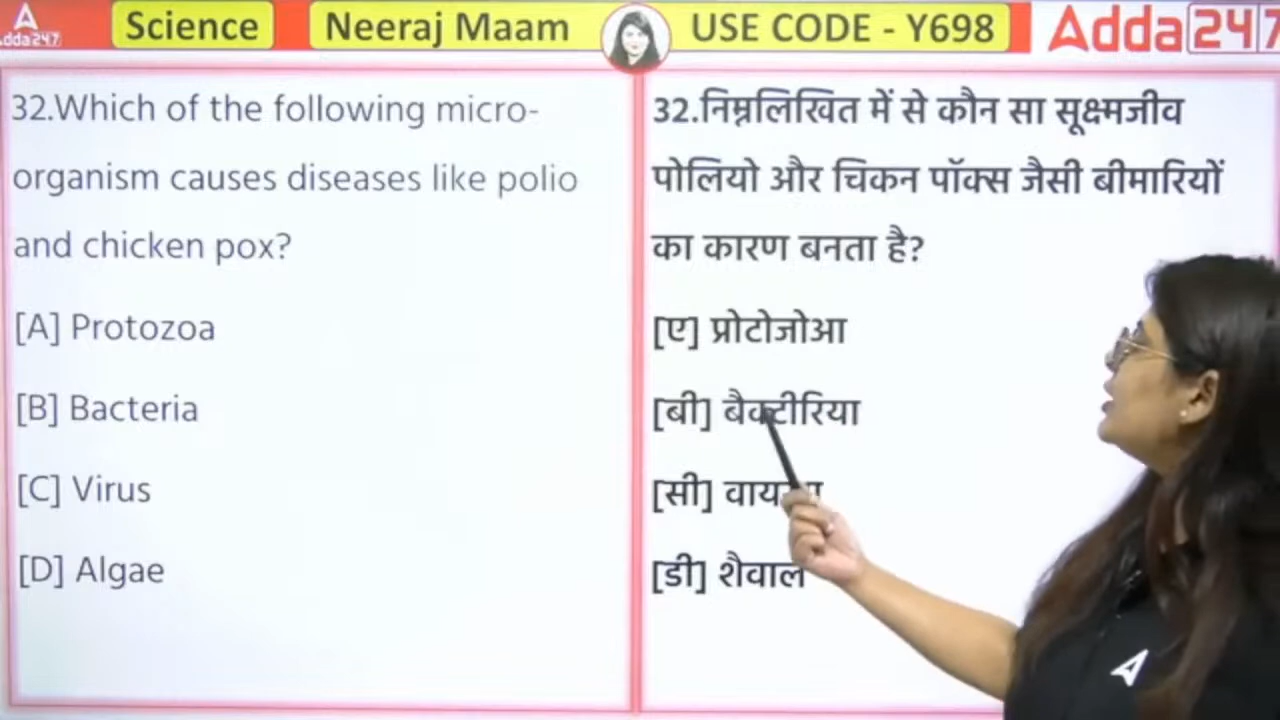 Adda247
Science
Neeraj Maam
USE CODE - Y698
Adda247
32.Which of the following micro-
organism causes diseases like polio
and chicken pox?
[A] Protozoa
[B] Bacteria
[C] Virus
[D] Algae
32.निम्नलिखित में से कौन सा सूक्ष्मजीव
पोलियो और चिकन पॉक्स जैसी बीमारियों
का कारण बनता है?
[ए] प्रोटोजोआ
[बी] बैक्टीरिया
[सी]
[डी] शैवाल